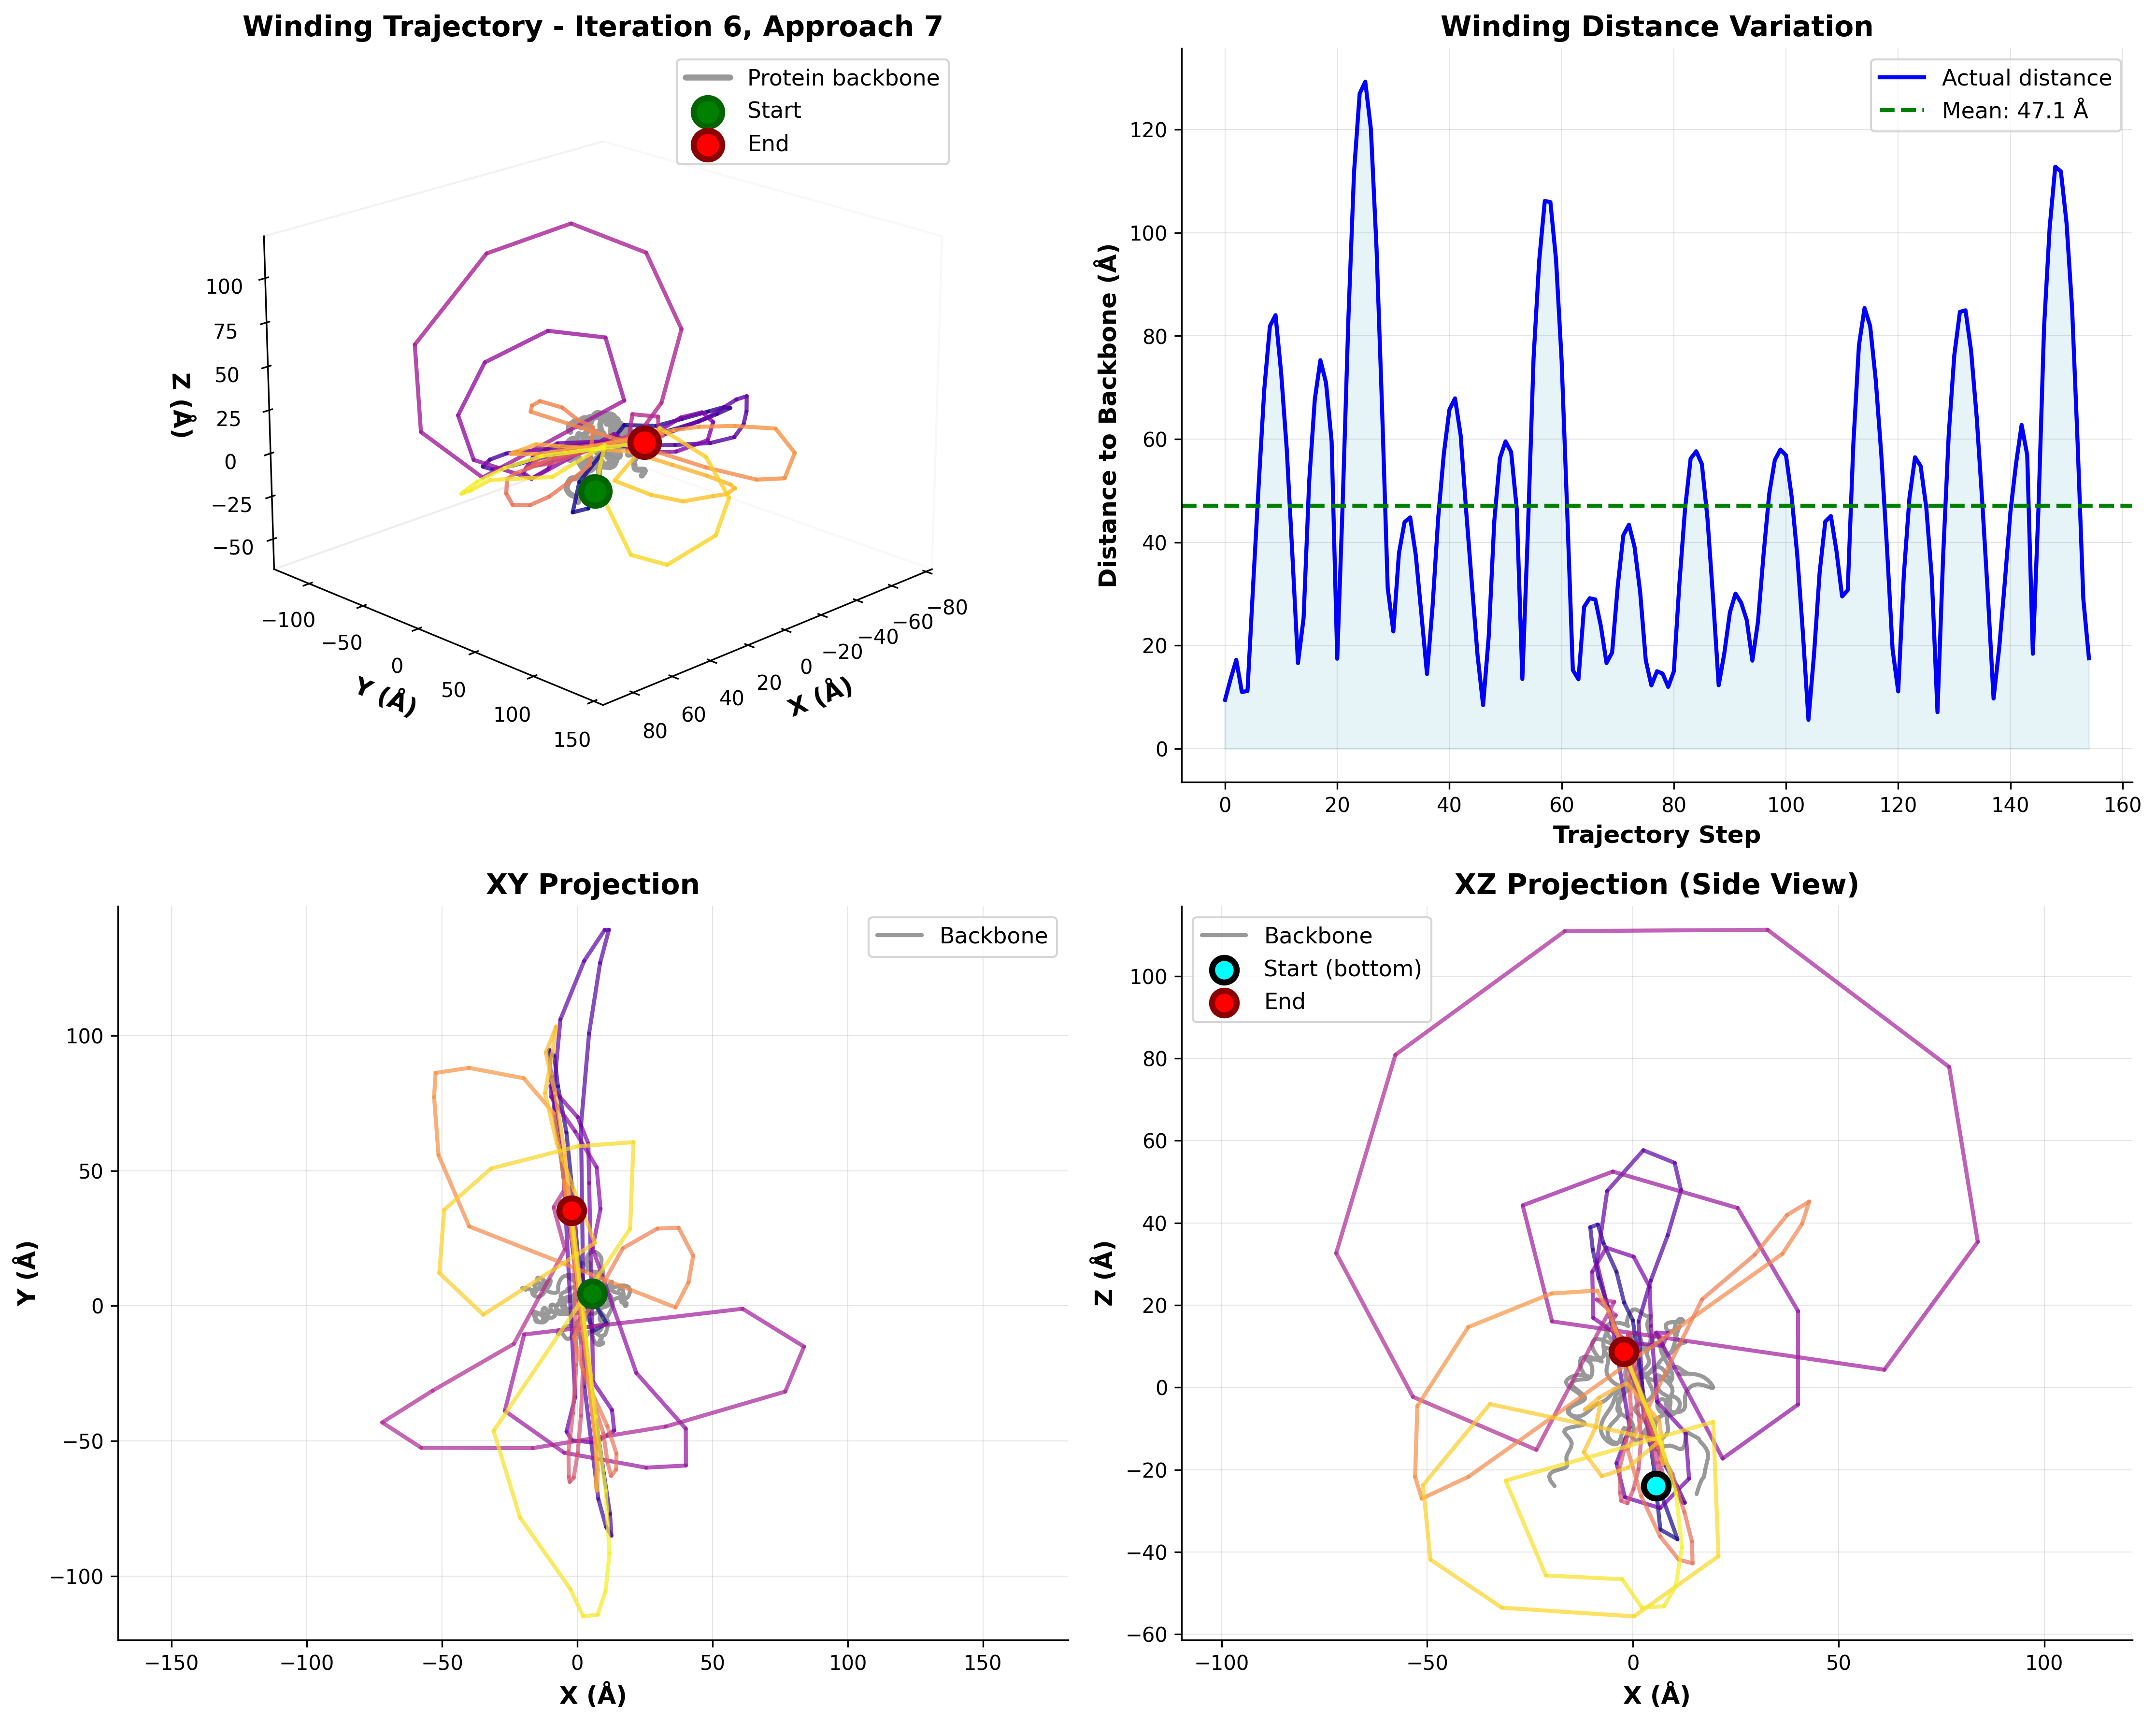 Winding Trajectory - Iteration 6, Approach 7
Protein backbone
Start
End
100
75
50
25
0
−25
−50
Z (Å)
−100
−50
0
50
100
150
Y (Å)
80
60
40
20
0
−20
−40
−60
−80
X (Å)
Winding Distance Variation
Actual distance
Mean: 47.1 Å
120
100
80
60
40
20
0
Distance to Backbone (Å)
0
20
40
60
80
100
120
140
160
Trajectory Step
XY Projection
Backbone
100
50
0
−50
−100
Y (Å)
−150
−100
−50
0
50
100
150
X (Å)
XZ Projection (Side View)
Backbone
Start (bottom)
End
100
80
60
40
20
0
−20
−40
−60
Z (Å)
−100
−50
0
50
100
X (Å)